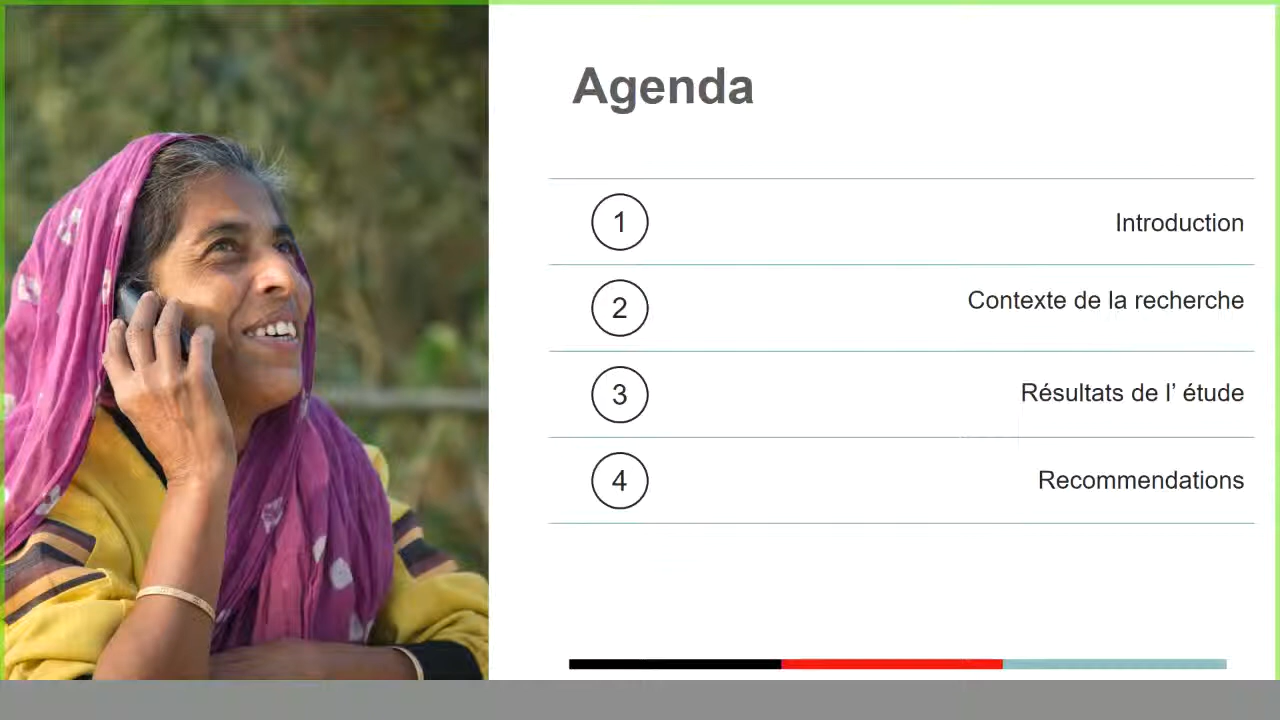 Agenda
1 Introduction
2 Contexte de la recherche
3 Résultats de l’ étude
4 Recommendations